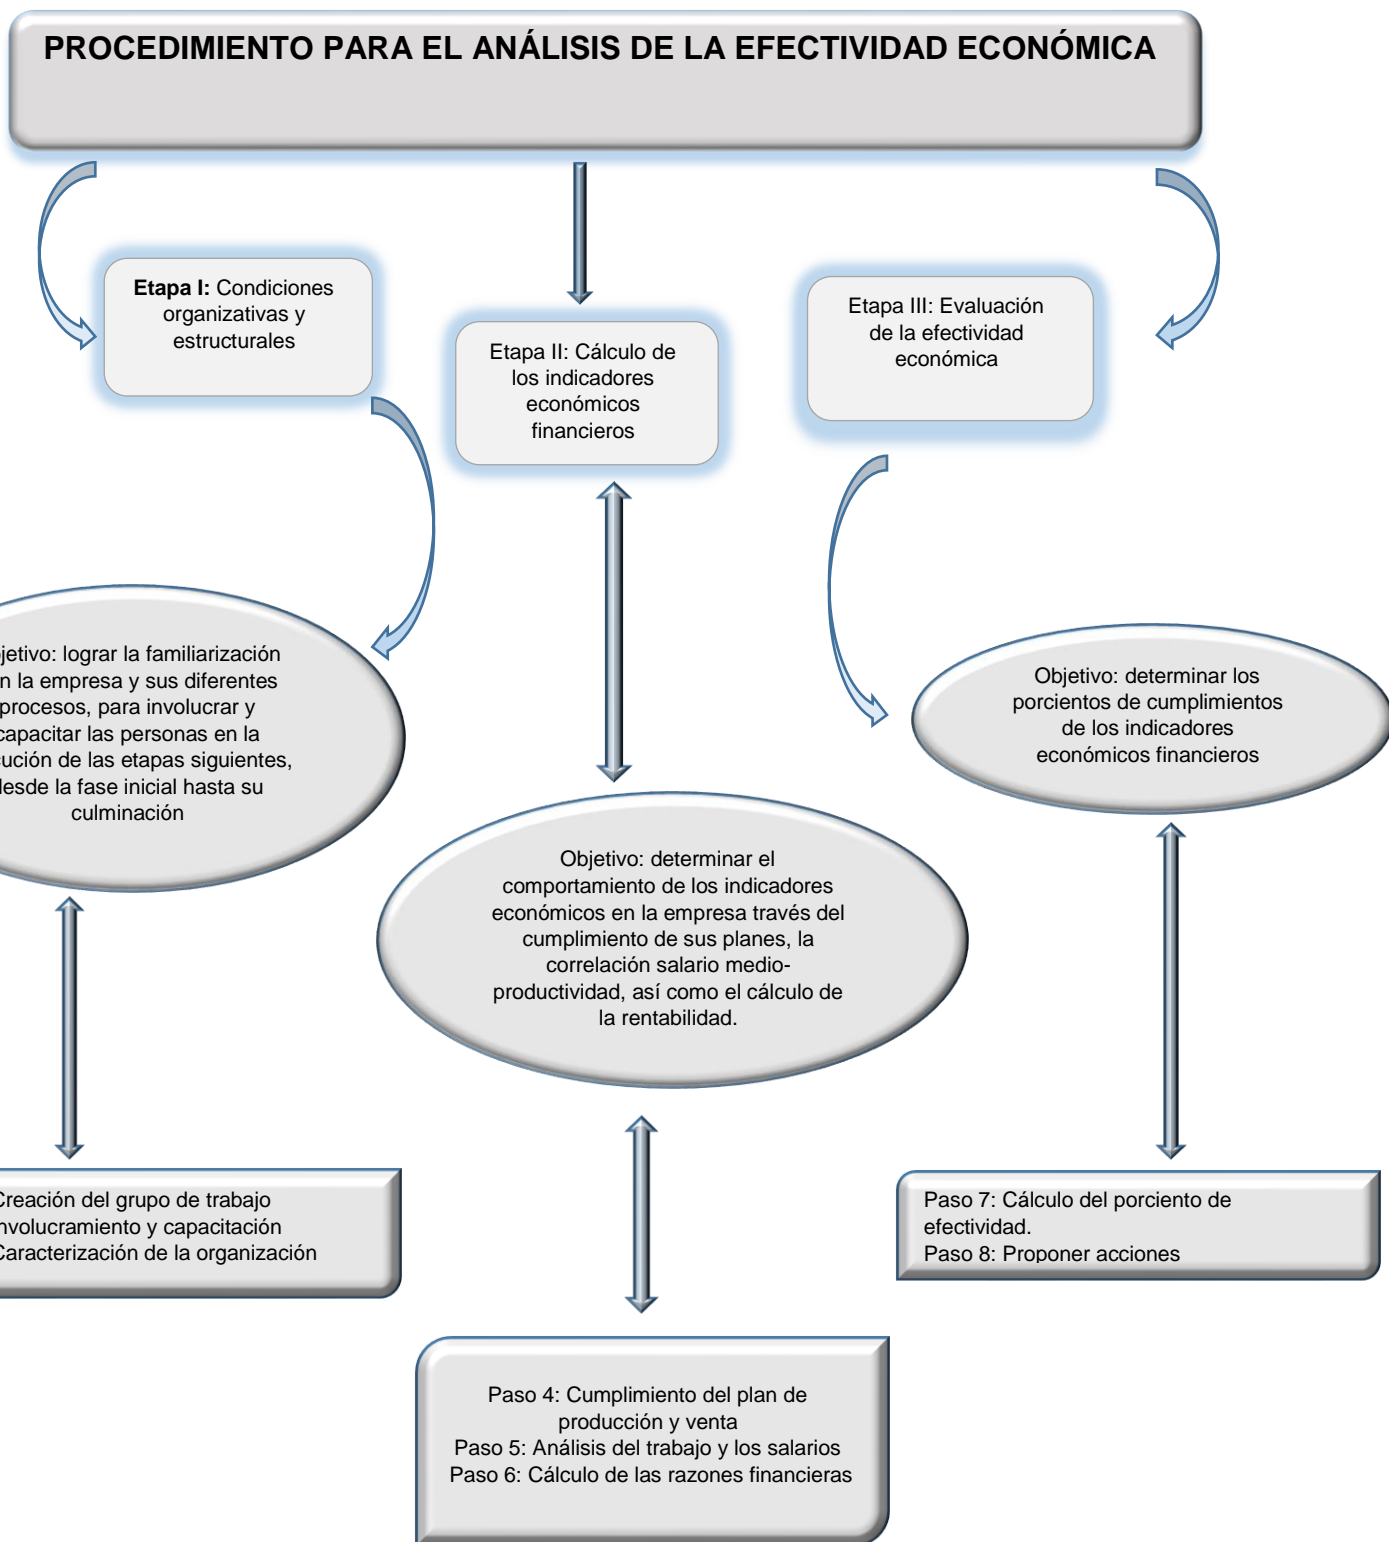 PROCEDIMIENTO PARA EL ANÁLISIS DE LA EFECTIVIDAD ECONÓMICA
Etapa I: Condiciones
organizativas y
estructurales
Etapa II: Cálculo de
los indicadores
económicos
financieros
Etapa III: Evaluación
de la efectividad
económica
jetivo: lograr la familiarización
n la empresa y sus diferentes
procesos, para involucrar y
capacitar las personas en la
cución de las etapas siguientes,
desde la fase inicial hasta su
culminación
Objetivo: determinar el
comportamiento de los indicadores
económicos en la empresa través del
cumplimiento de sus planes, la
correlación salario medio-
productividad, así como el cálculo de
la rentabilidad.
Objetivo: determinar los
porcientos de cumplimientos
de los indicadores
económicos financieros
Creación del grupo de trabajo
nvolucramiento y capacitación
Caracterización de la organización
Paso 4: Cumplimiento del plan de
producción y venta
Paso 5: Análisis del trabajo y los salarios
Paso 6: Cálculo de las razones financieras
Paso 7: Cálculo del porciento de
efectividad.
Paso 8: Proponer acciones